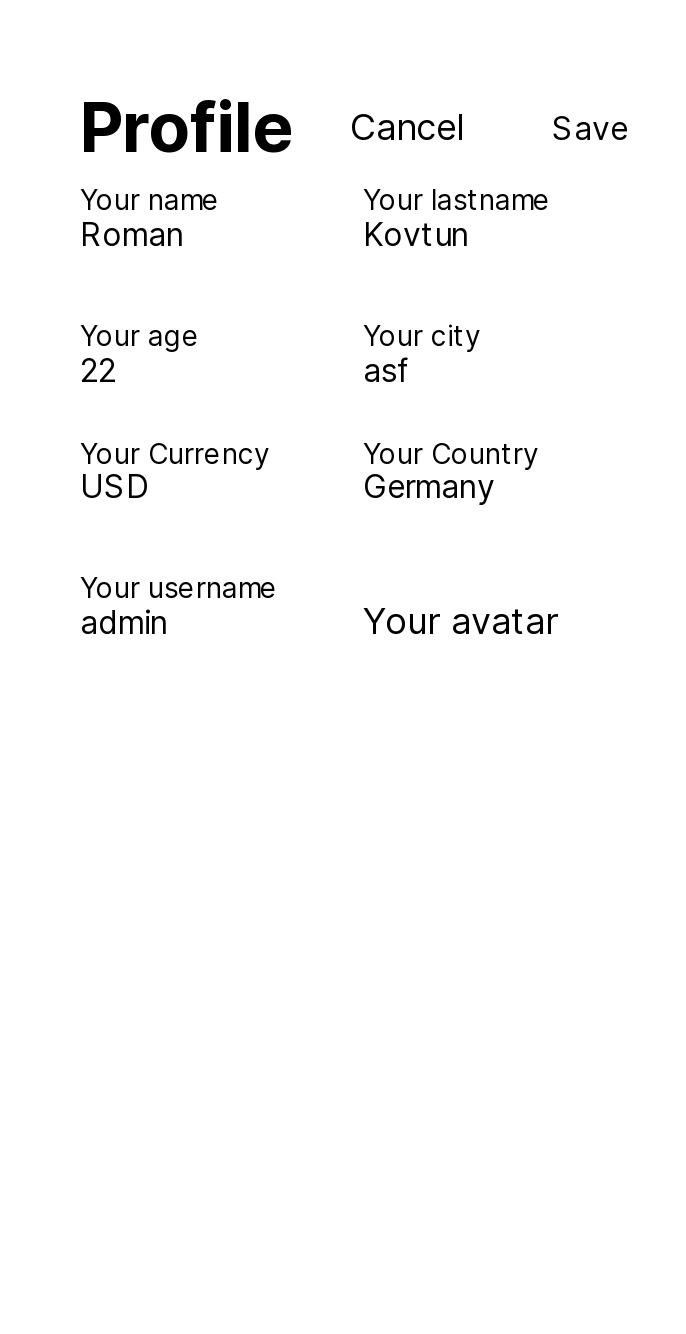 Profile Cancel Save
Your name Your lastname
Roman Kovtun
Your age Your city
22 asf
Your Currency Your Country
USD Germany
Your username
admin Your avatar